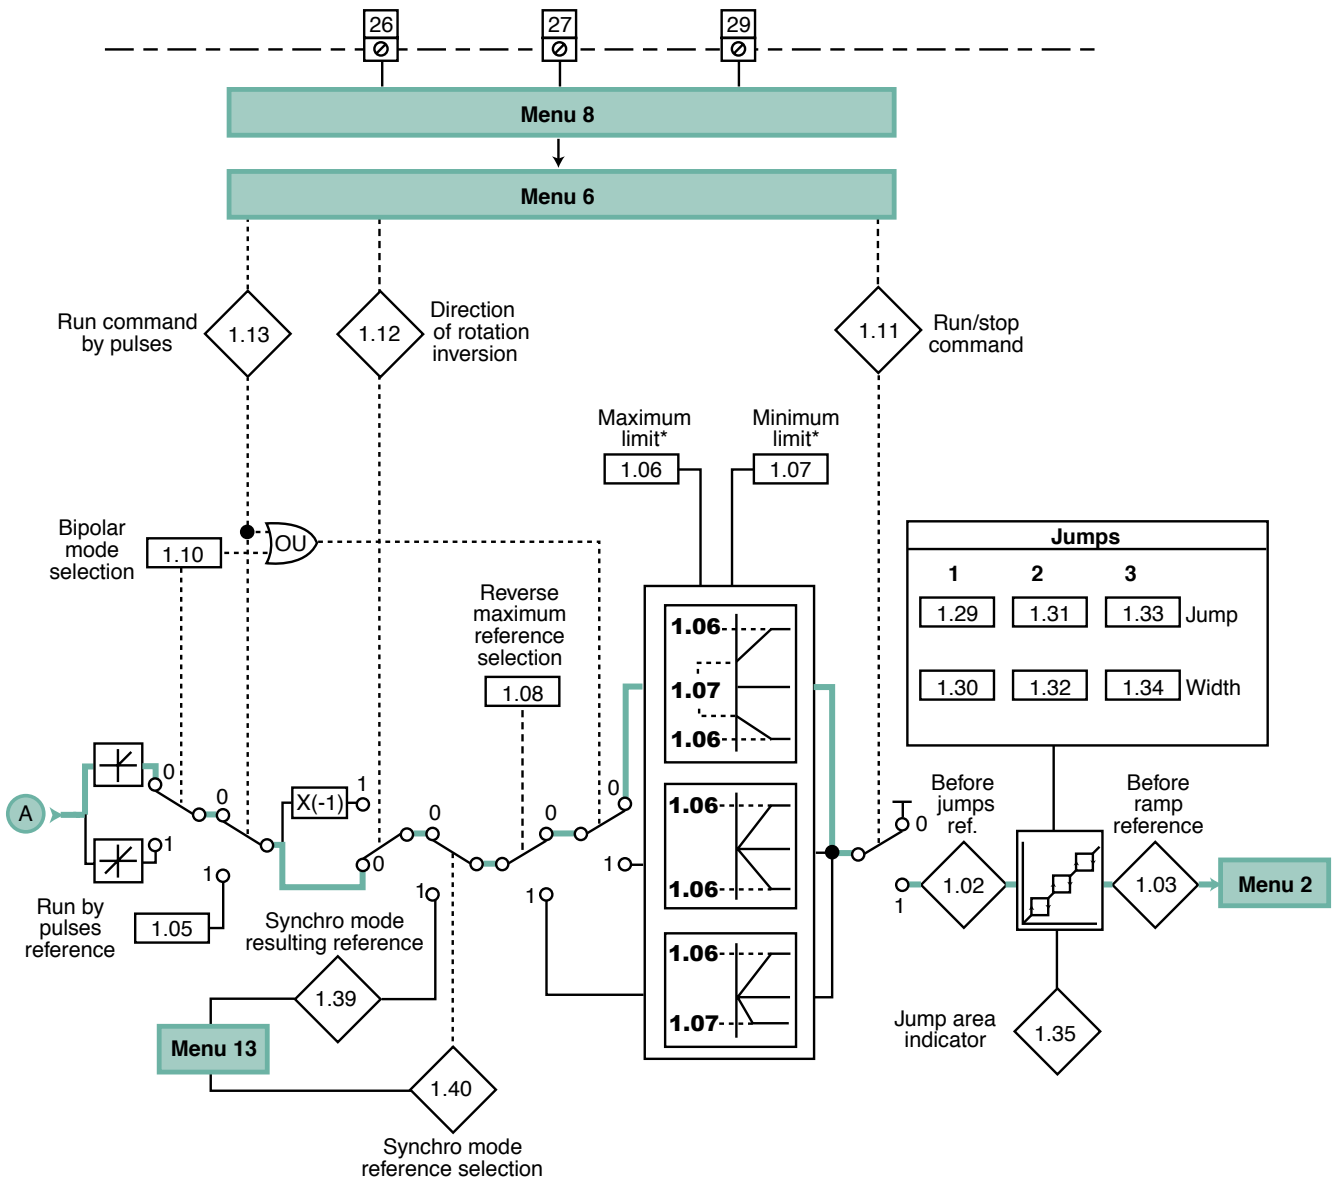 26
27
29
Menu 8
Menu 6
Run command
by pulses
1.13
1.12
Direction
of rotation
inversion
1.11
Run/stop
command
Maximum
limit*
1.06
Minimum
limit*
1.07
Bipolar
mode
selection
1.10
OU
Reverse
maximum
reference
selection
1.08
Jumps
1
2
3
1.29
1.31
1.33
Jump
1.30
1.32
1.34
Width
1.06
1.07
1.06
1.06
1.06
1.06
1.07
A
0
1
0
1
Run by
pulses
reference
1.05
X(-1)
1
0
0
1
0
1
0
1
0
1
Synchro mode
resulting reference
1.39
Menu 13
1.40
Synchro mode
reference selection
Before
jumps
ref.
1.02
Before
ramp
reference
1.03
Menu 2
Jump area
indicator
1.35